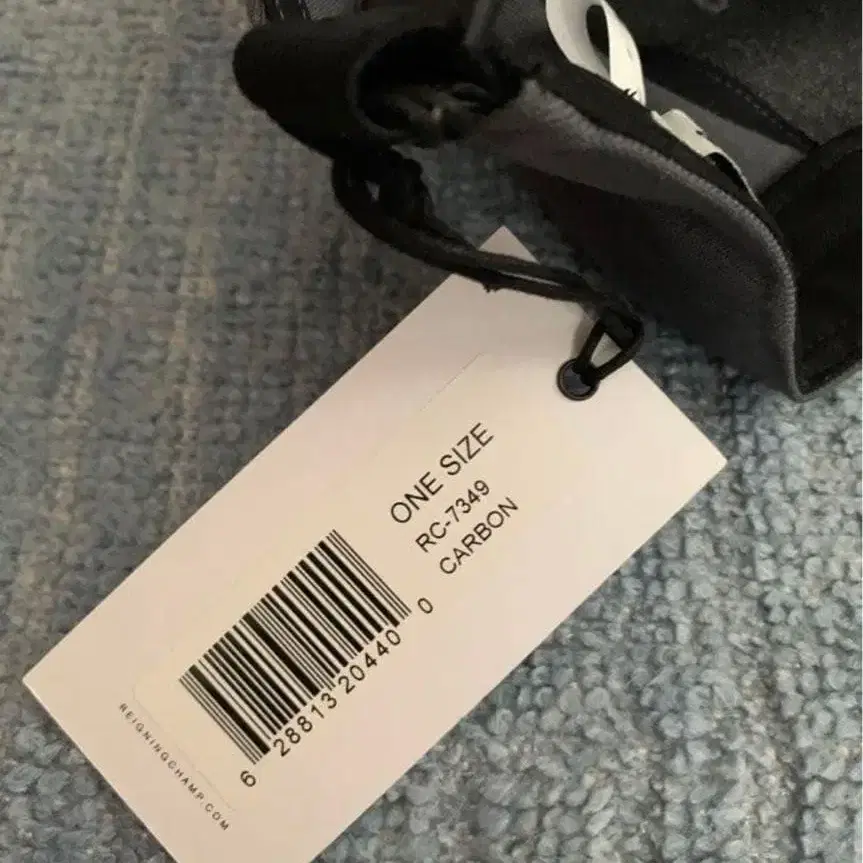 ONE SIZE
RC-7349
CARBON
6 28813 20440 0
REIGNINGCHAMP.COM